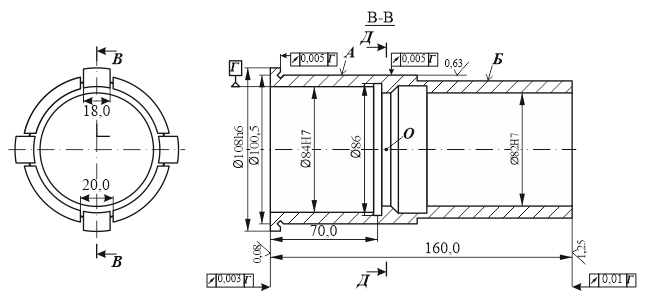 В
18,0
20,0
В
В-В
Д
0,005 Г
А
0,005 Г
0,63
Б
Г
Ø108h6
Ø100,5
Ø84H7
Ø86
О
Ø82H7
70,0
160,0
0,08
1,25
Д
0,003 Г
0,01 Г